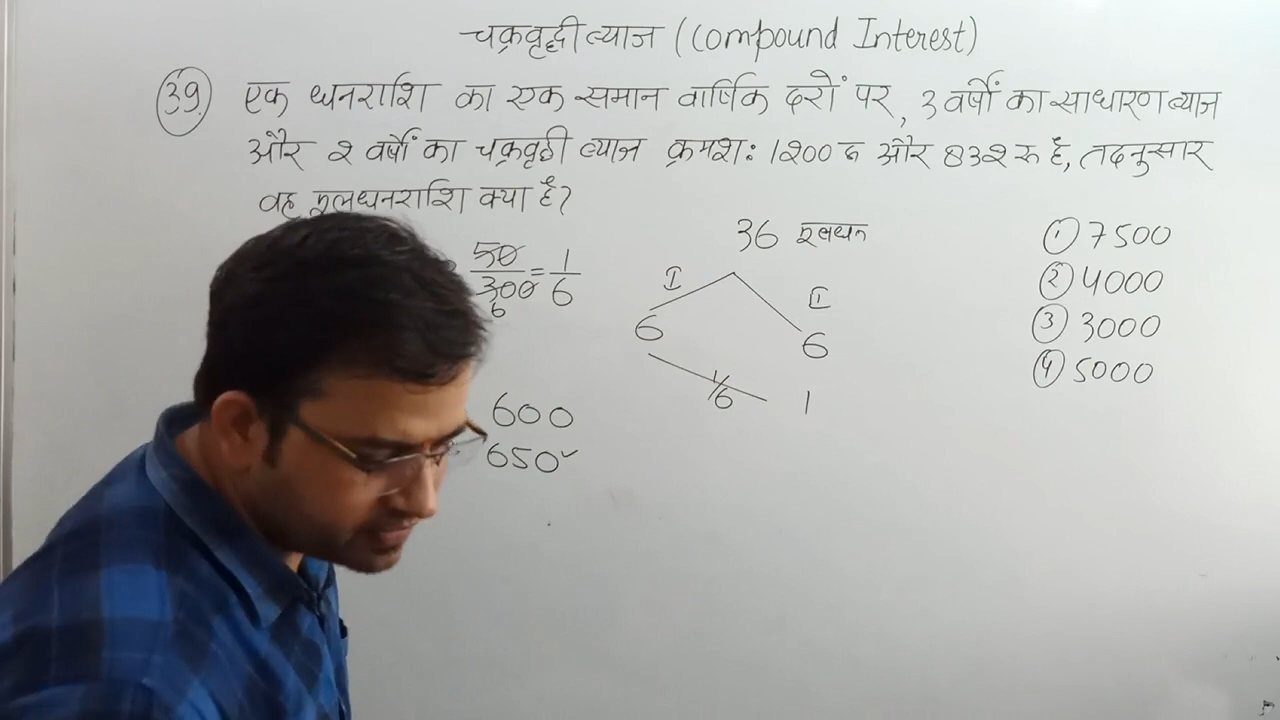 चक्रवृद्धी व्याज (Compound Interest)
39. एक धनराशि का एक समान वार्षिक दरों पर, 3 वर्षों का साधारण व्याज
और २ वर्षों का चक्रवृद्धी व्याज क्रमश: 1200 रु और 832 रू है, तदनुसार
वह मूलधनराशि क्या है?
50/300 = 1/6
6
36 मूलधन
I
II
6
6
1/6
1
600
650
① 7500
② 4000
③ 3000
④ 5000